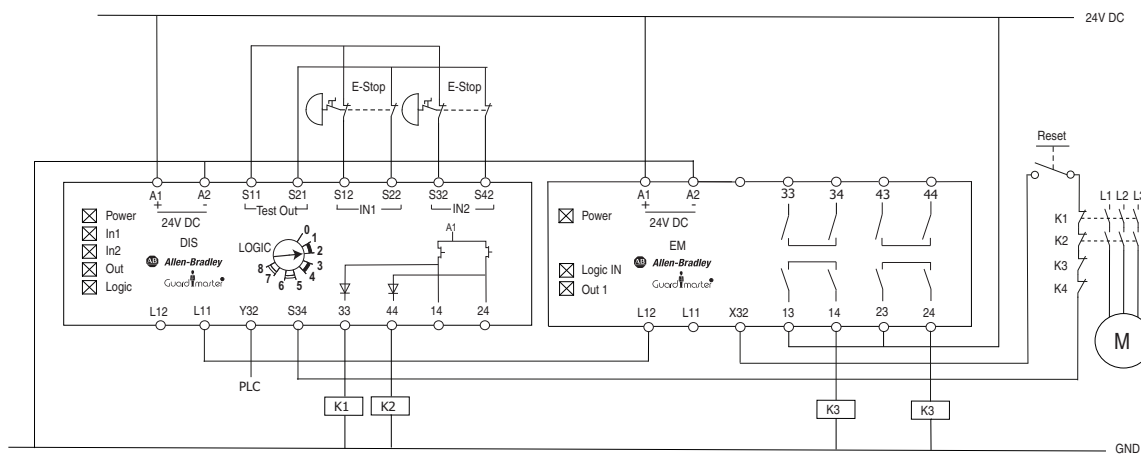 24V DC
E-Stop
E-Stop
Reset
A1
A2
S11
S21
S12
S22
S32
S42
+
-
24V DC
Test Out
IN1
IN2
Power
In1
In2
Out
Logic
DIS
AB Allen-Bradley
Guardmaster
LOGIC
0
1
2
3
4
5
6
7
8
A1
L12
L11
Y32
S34
33
44
14
24
PLC
K1
K2
A1
A2
33
34
43
44
+
-
24V DC
Power
Logic IN
Out 1
EM
AB Allen-Bradley
Guardmaster
L12
L11
X32
13
14
23
24
K3
K3
K1
K2
K3
K4
L1 L2 L3
M
GND